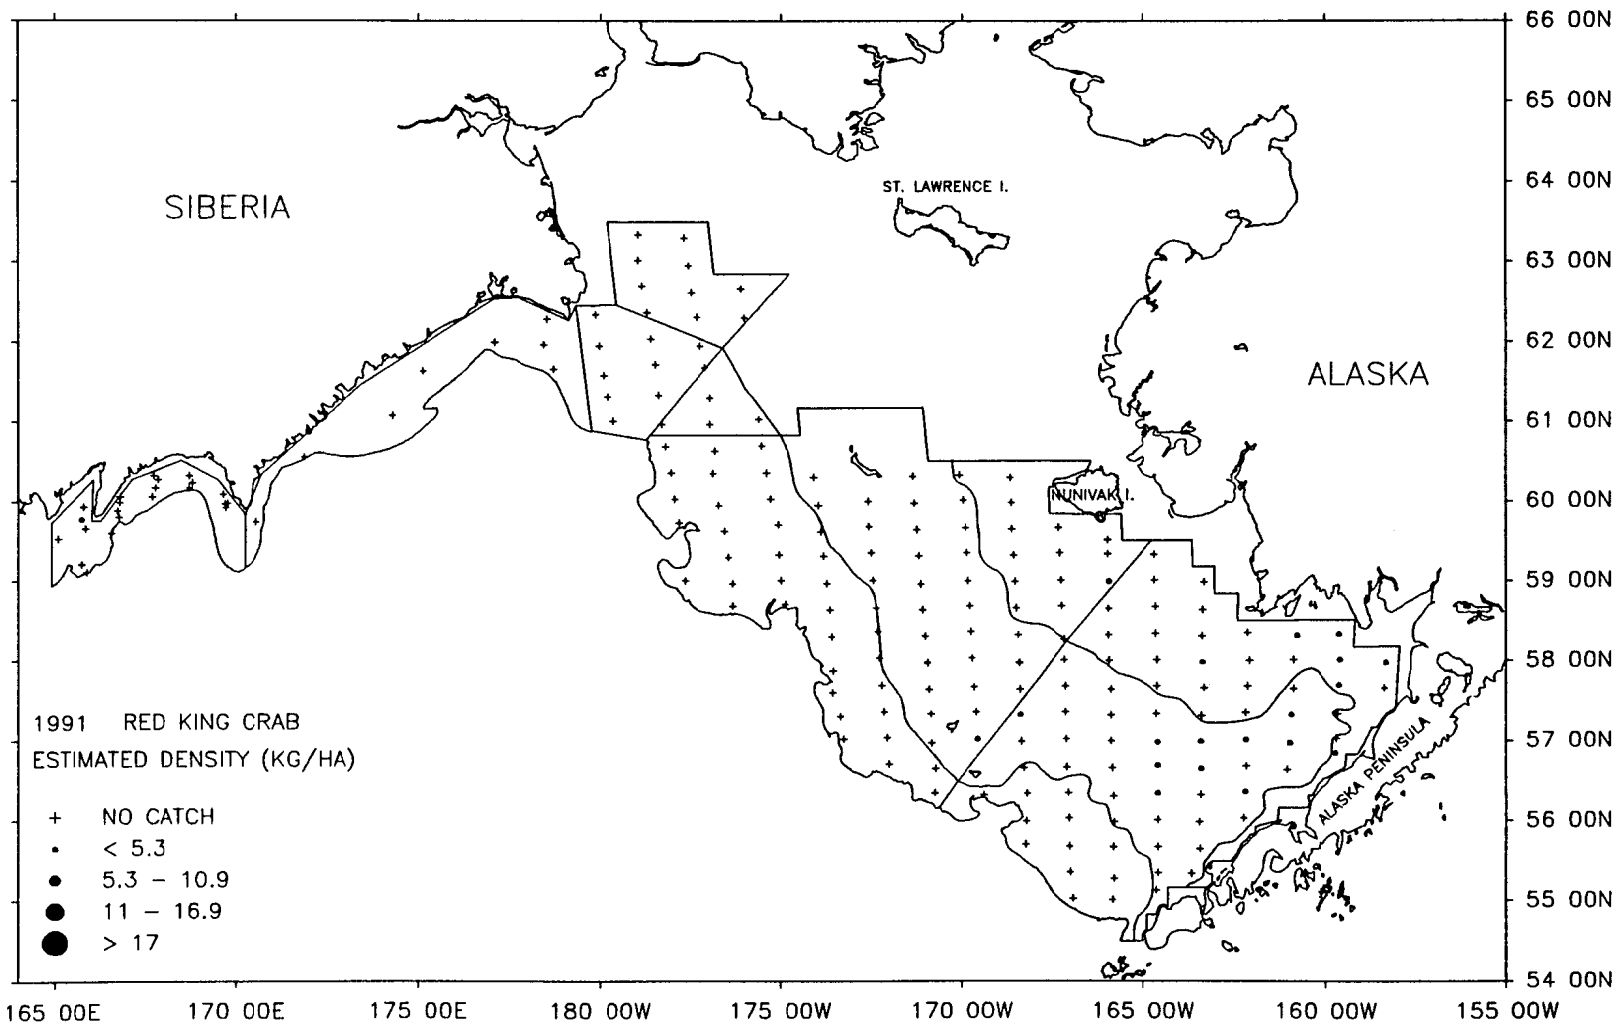 66 00N
65 00N
64 00N
63 00N
62 00N
61 00N
60 00N
59 00N
58 00N
57 00N
56 00N
55 00N
54 00N
SIBERIA
ST. LAWRENCE I.
ALASKA
NUNIVAK I.
ALASKA PENINSULA
1991 RED KING CRAB
ESTIMATED DENSITY (KG/HA)
+ NO CATCH
• < 5.3
● 5.3 – 10.9
● 11 – 16.9
● > 17
165 00E 170 00E 175 00E 180 00W 175 00W 170 00W 165 00W 160 00W 155 00W